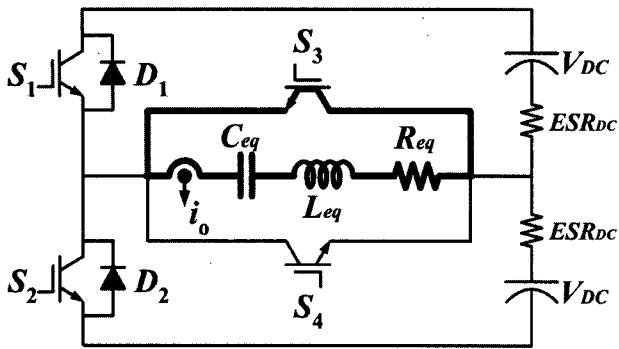 S3
S1
D1
VDC
ESRDC
Ceq
Req
io
Leq
ESRDC
S2
D2
S4
VDC